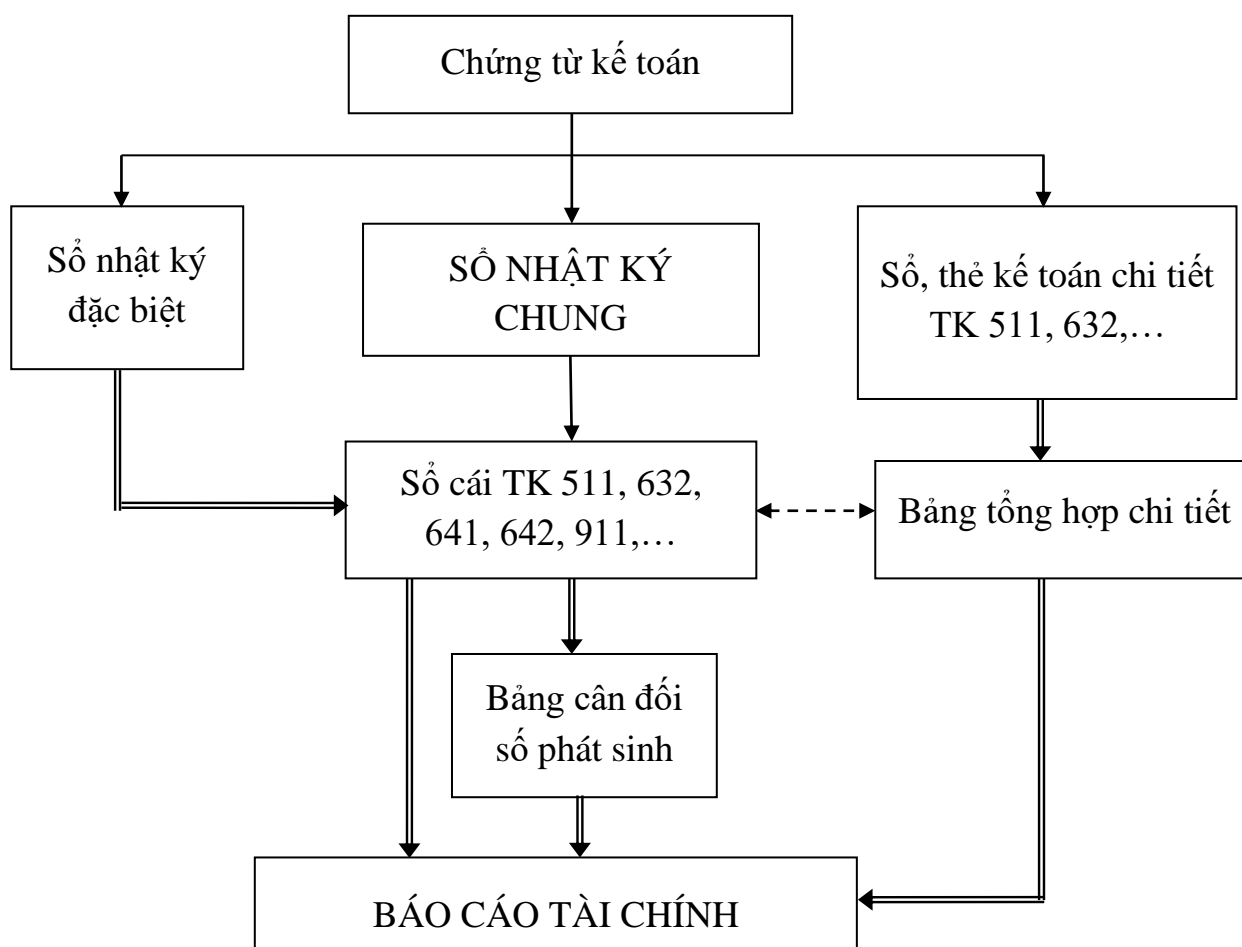 Chứng từ kế toán
Sổ nhật ký
đặc biệt
SỔ NHẬT KÝ
CHUNG
Sổ, thẻ kế toán chi tiết
TK 511, 632,…
Sổ cái TK 511, 632,
641, 642, 911,…
Bảng tổng hợp chi tiết
Bảng cân đối
số phát sinh
BÁO CÁO TÀI CHÍNH